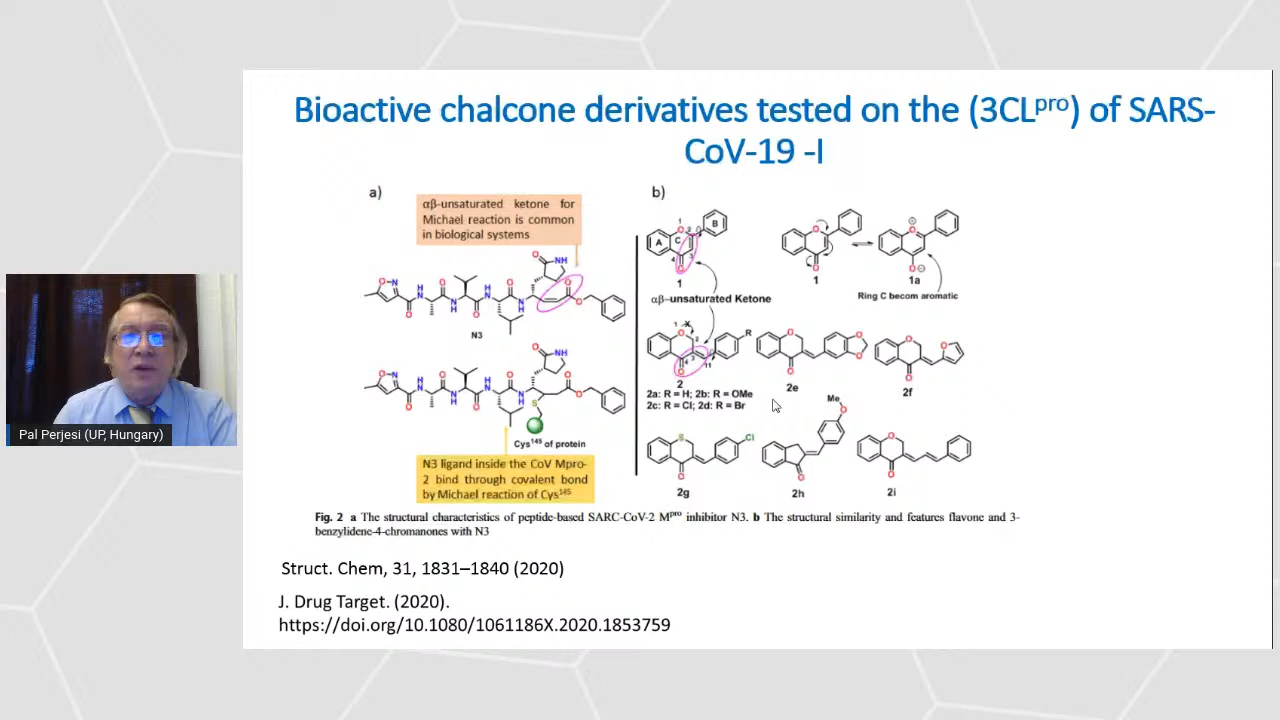 Bioactive chalcone derivatives tested on the (3CLpro) of SARS-
CoV-19 -I
a)
αβ-unsaturated ketone for
Michael reaction is common
in biological systems
N3
Cys145 of protein
N3 ligand inside the CoV Mpro-
2 bind through covalent bond
by Michael reaction of Cys145
b)
1
1
1a
Ring C becom aromatic
αβ-unsaturated Ketone
2
2a: R = H; 2b: R = OMe
2c: R = Cl; 2d: R = Br
2e
2f
2g
2h
2i
Fig. 2 a The structural characteristics of peptide-based SARC-CoV-2 Mpro inhibitor N3. b The structural similarity and features flavone and 3-
benzylidene-4-chromanones with N3
Struct. Chem, 31, 1831–1840 (2020)
J. Drug Target. (2020).
https://doi.org/10.1080/1061186X.2020.1853759
Pal Perjesi (UP, Hungary)